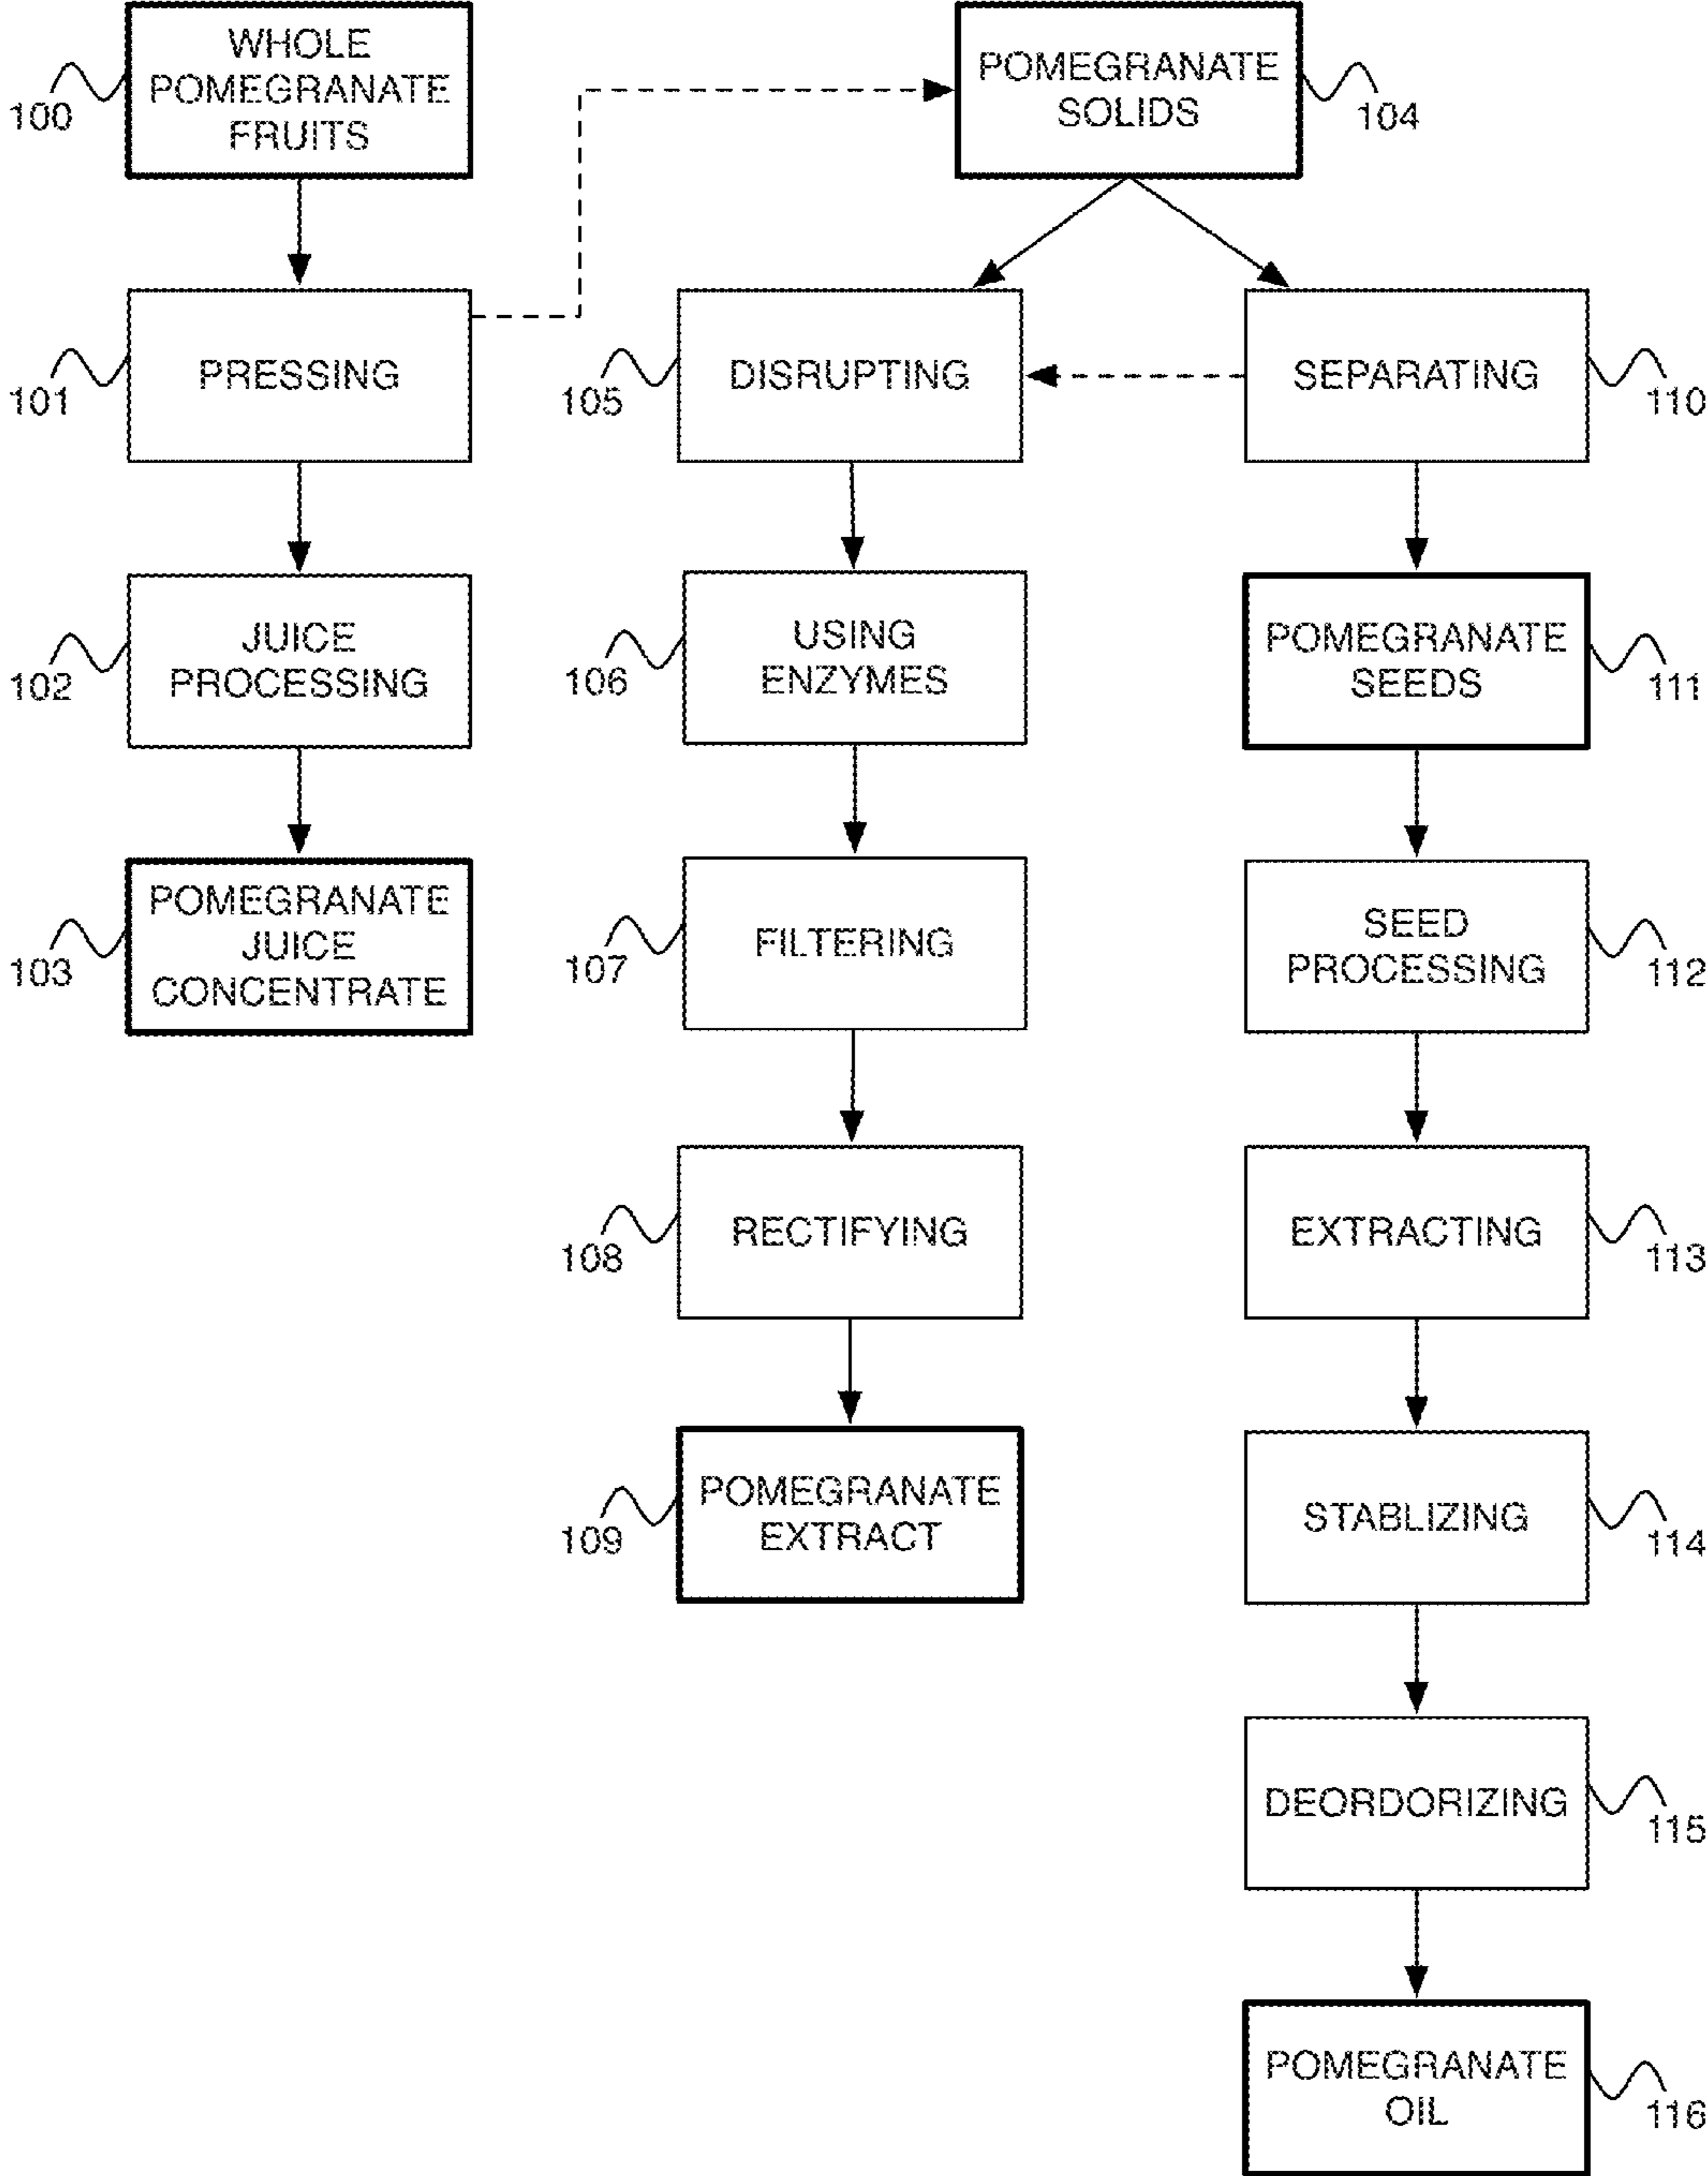 WHOLE
POMEGRANATE
FRUITS
100
PRESSING
101
JUICE
PROCESSING
102
POMEGRANATE
JUICE
CONCENTRATE
103
POMEGRANATE
SOLIDS
104
DISRUPTING
105
USING
ENZYMES
106
FILTERING
107
RECTIFYING
108
POMEGRANATE
EXTRACT
109
SEPARATING
110
POMEGRANATE
SEEDS
111
SEED
PROCESSING
112
EXTRACTING
113
STABLIZING
114
DEORDORIZING
115
POMEGRANATE
OIL
116